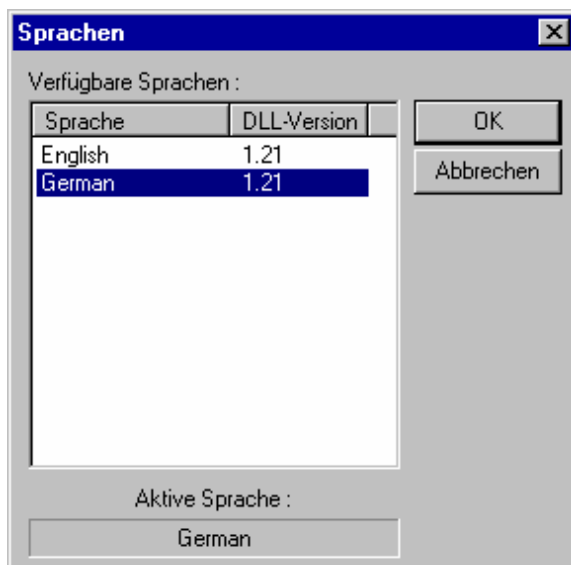 Sprachen
Verfügbare Sprachen :
Sprache DLL-Version
English 1.21
German 1.21
OK
Abbrechen
Aktive Sprache :
German